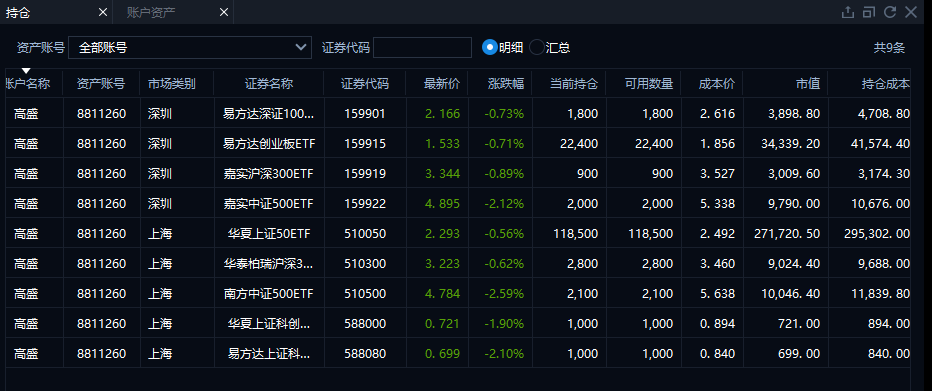 持仓 账户资产
资产账号 全部账号 证券代码 明细 汇总 共9条
账户名称 资产账号 市场类别 证券名称 证券代码 最新价 涨跌幅 当前持仓 可用数量 成本价 市值 持仓成本
高盛 8811260 深圳 易方达深证100... 159901 2.166 -0.73% 1,800 1,800 2.616 3,898.80 4,708.80
高盛 8811260 深圳 易方达创业板ETF 159915 1.533 -0.71% 22,400 22,400 1.856 34,339.20 41,574.40
高盛 8811260 深圳 嘉实沪深300ETF 159919 3.344 -0.89% 900 900 3.527 3,009.60 3,174.30
高盛 8811260 深圳 嘉实中证500ETF 159922 4.895 -2.12% 2,000 2,000 5.338 9,790.00 10,676.00
高盛 8811260 上海 华夏上证50ETF 510050 2.293 -0.56% 118,500 118,500 2.492 271,720.50 295,302.00
高盛 8811260 上海 华泰柏瑞沪深3... 510300 3.223 -0.62% 2,800 2,800 3.460 9,024.40 9,688.00
高盛 8811260 上海 南方中证500ETF 510500 4.784 -2.59% 2,100 2,100 5.638 10,046.40 11,839.80
高盛 8811260 上海 华夏上证科创... 588000 0.721 -1.90% 1,000 1,000 0.894 721.00 894.00
高盛 8811260 上海 易方达上证科... 588080 0.699 -2.10% 1,000 1,000 0.840 699.00 840.00